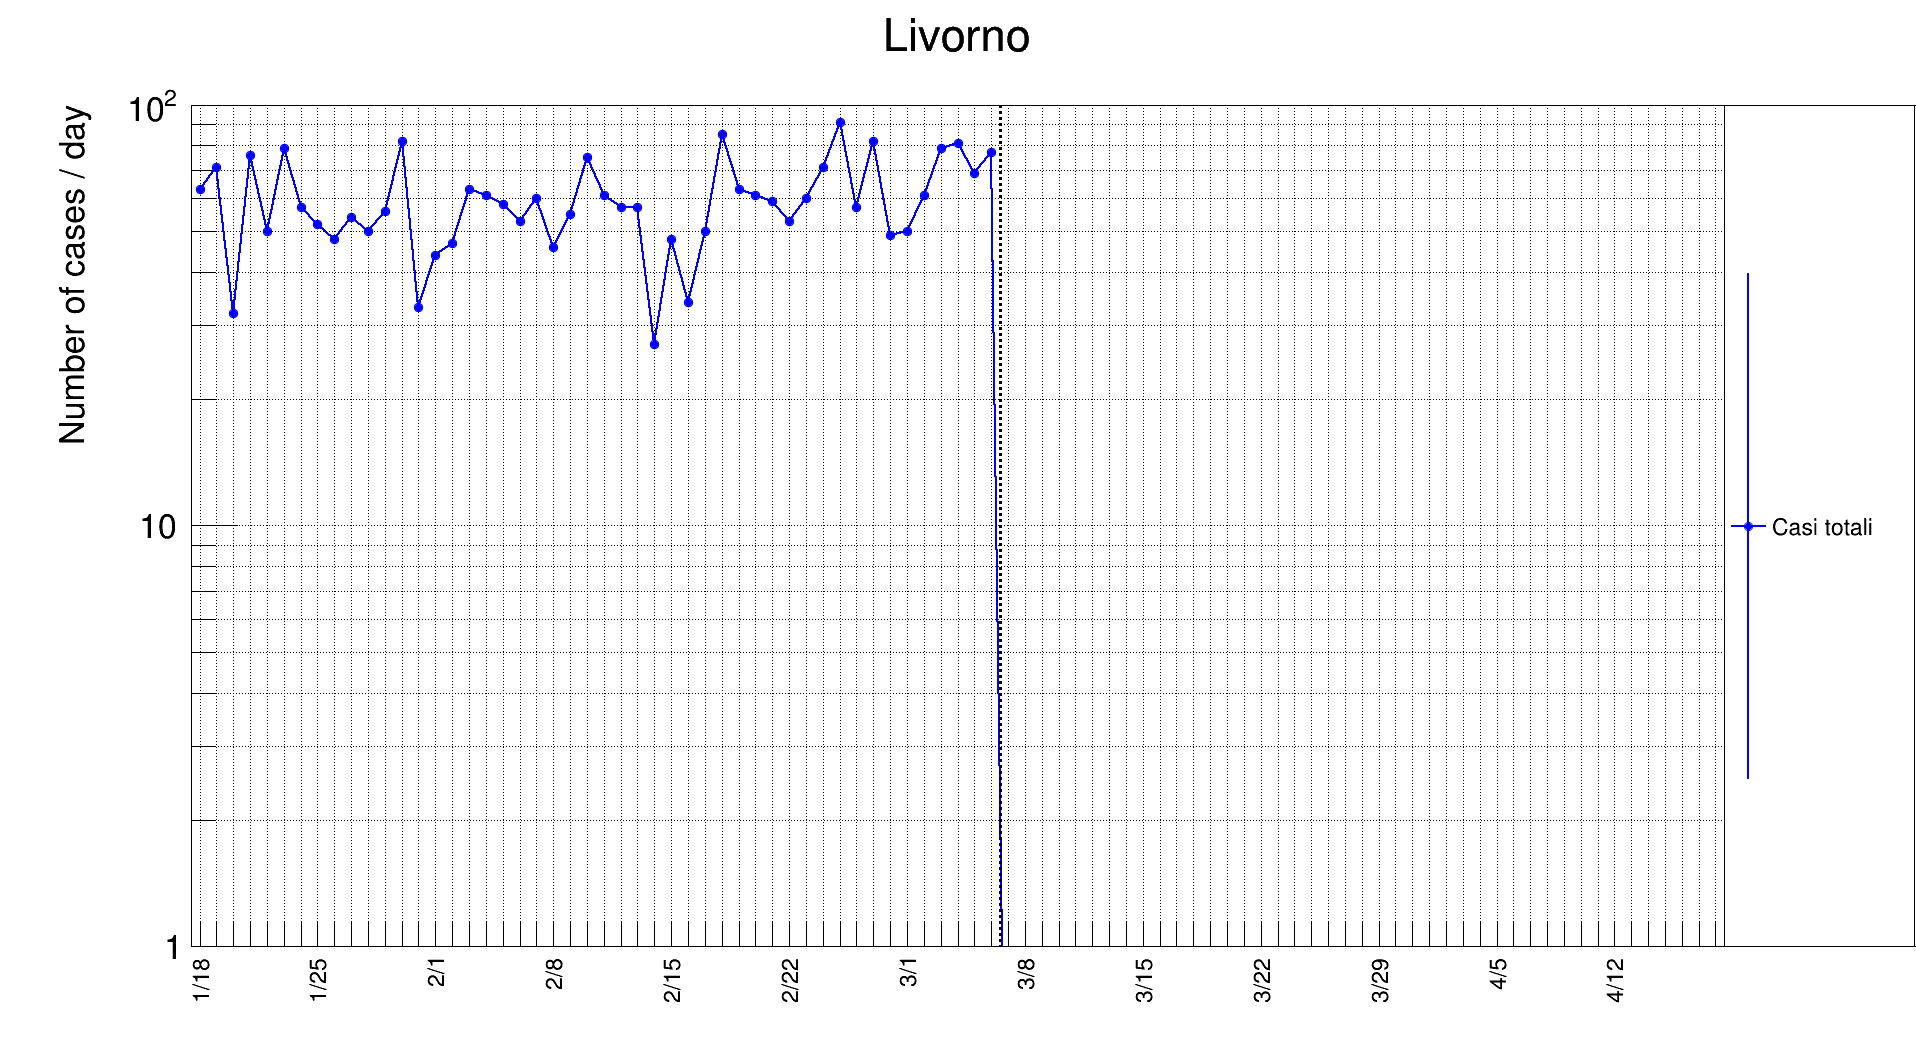 Livorno
Number of cases / day
10²
10
1
1/18 1/25 2/1 2/8 2/15 2/22 3/1 3/8 3/15 3/22 3/29 4/5 4/12
Casi totali